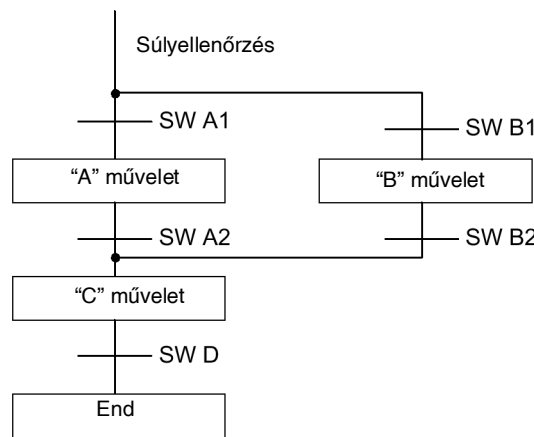 Súlyellenőrzés
SW A1
SW B1
“A” művelet
“B” művelet
SW A2
SW B2
“C” művelet
SW D
End